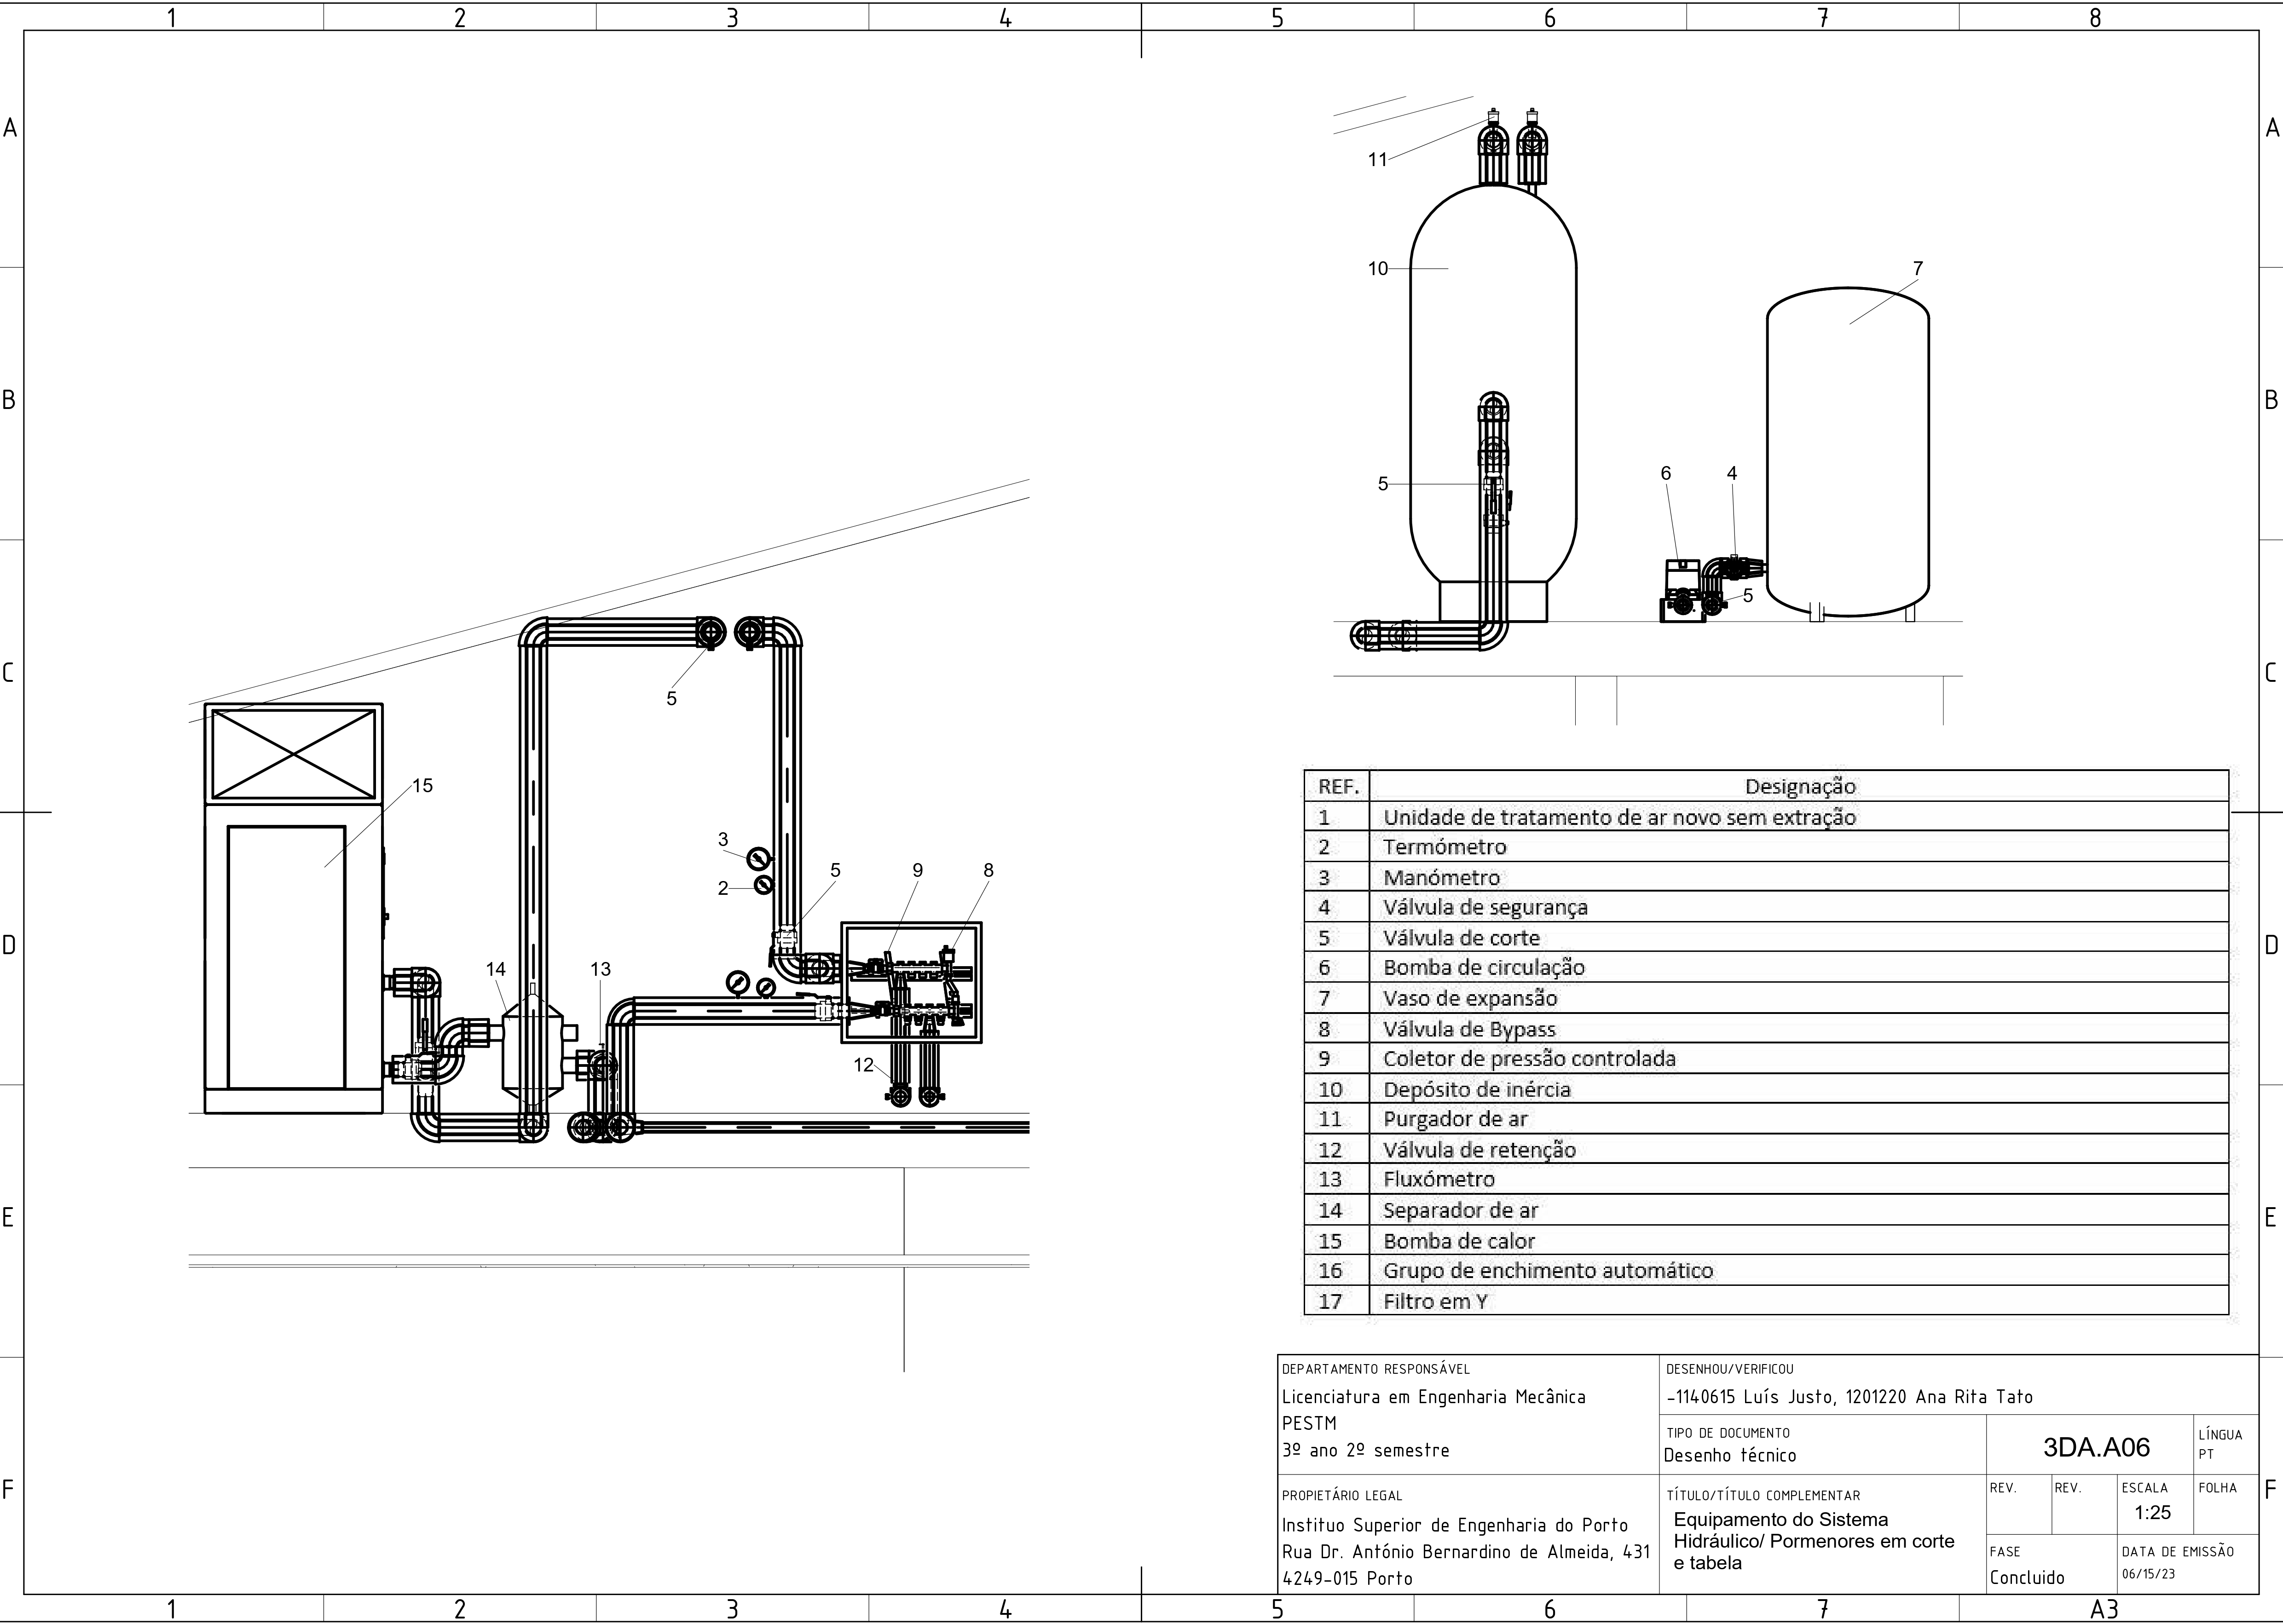 1 2 3 4 5 6 7 8
A A
B B
C C
D D
E E
F F
11
10
7
5
6 4
5
5
15
3
2
5 9 8
14 13
12
REF. Designação
1 Unidade de tratamento de ar novo sem extração
2 Termómetro
3 Manómetro
4 Válvula de segurança
5 Válvula de corte
6 Bomba de circulação
7 Vaso de expansão
8 Válvula de Bypass
9 Coletor de pressão controlada
10 Depósito de inércia
11 Purgador de ar
12 Válvula de retenção
13 Fluxómetro
14 Separador de ar
15 Bomba de calor
16 Grupo de enchimento automático
17 Filtro em Y
DEPARTAMENTO RESPONSÁVEL
Licenciatura em Engenharia Mecânica
PESTM
3º ano 2º semestre
DESENHOU/VERIFICOU
-1140615 Luís Justo, 1201220 Ana Rita Tato
TIPO DE DOCUMENTO
Desenho técnico
3DA.A06
LÍNGUA
PT
PROPIETÁRIO LEGAL
Instituo Superior de Engenharia do Porto
Rua Dr. António Bernardino de Almeida, 431
4249-015 Porto
TÍTULO/TÍTULO COMPLEMENTAR
Equipamento do Sistema
Hidráulico/ Pormenores em corte
e tabela
REV. REV. ESCALA FOLHA
1:25
FASE
Concluido
DATA DE EMISSÃO
06/15/23
1 2 3 4 5 6 7 A3